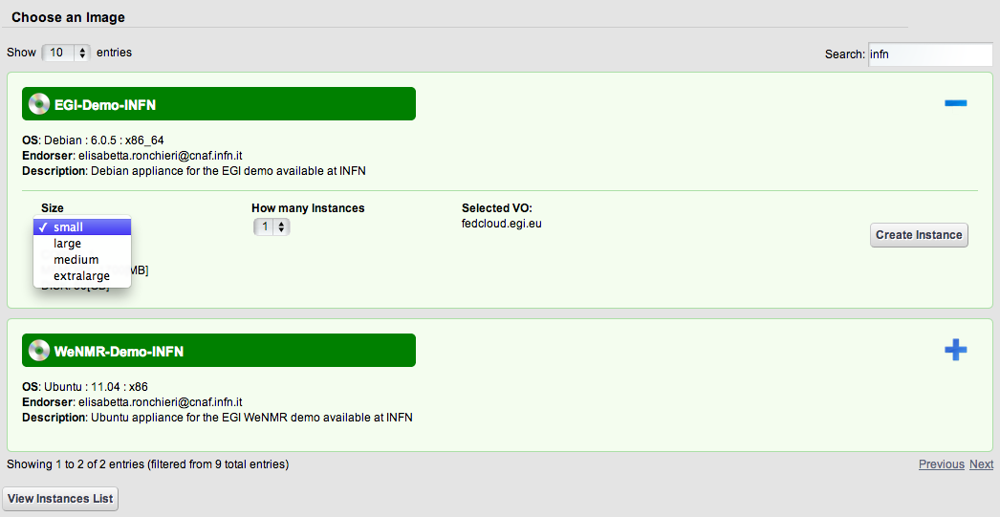 Choose an Image
Show 10 entries
Search: infn
EGI-Demo-INFN
OS: Debian : 6.0.5 : x86_64
Endorser: elisabetta.ronchieri@cnaf.infn.it
Description: Debian appliance for the EGI demo available at INFN
Size How many Instances Selected VO:
✓ small 1 fedcloud.egi.eu
Create Instance
large
medium
extralarge MB]
WeNMR-Demo-INFN
OS: Ubuntu : 11.04 : x86
Endorser: elisabetta.ronchieri@cnaf.infn.it
Description: Ubuntu appliance for the EGI WeNMR demo available at INFN
Showing 1 to 2 of 2 entries (filtered from 9 total entries) Previous Next
View Instances List